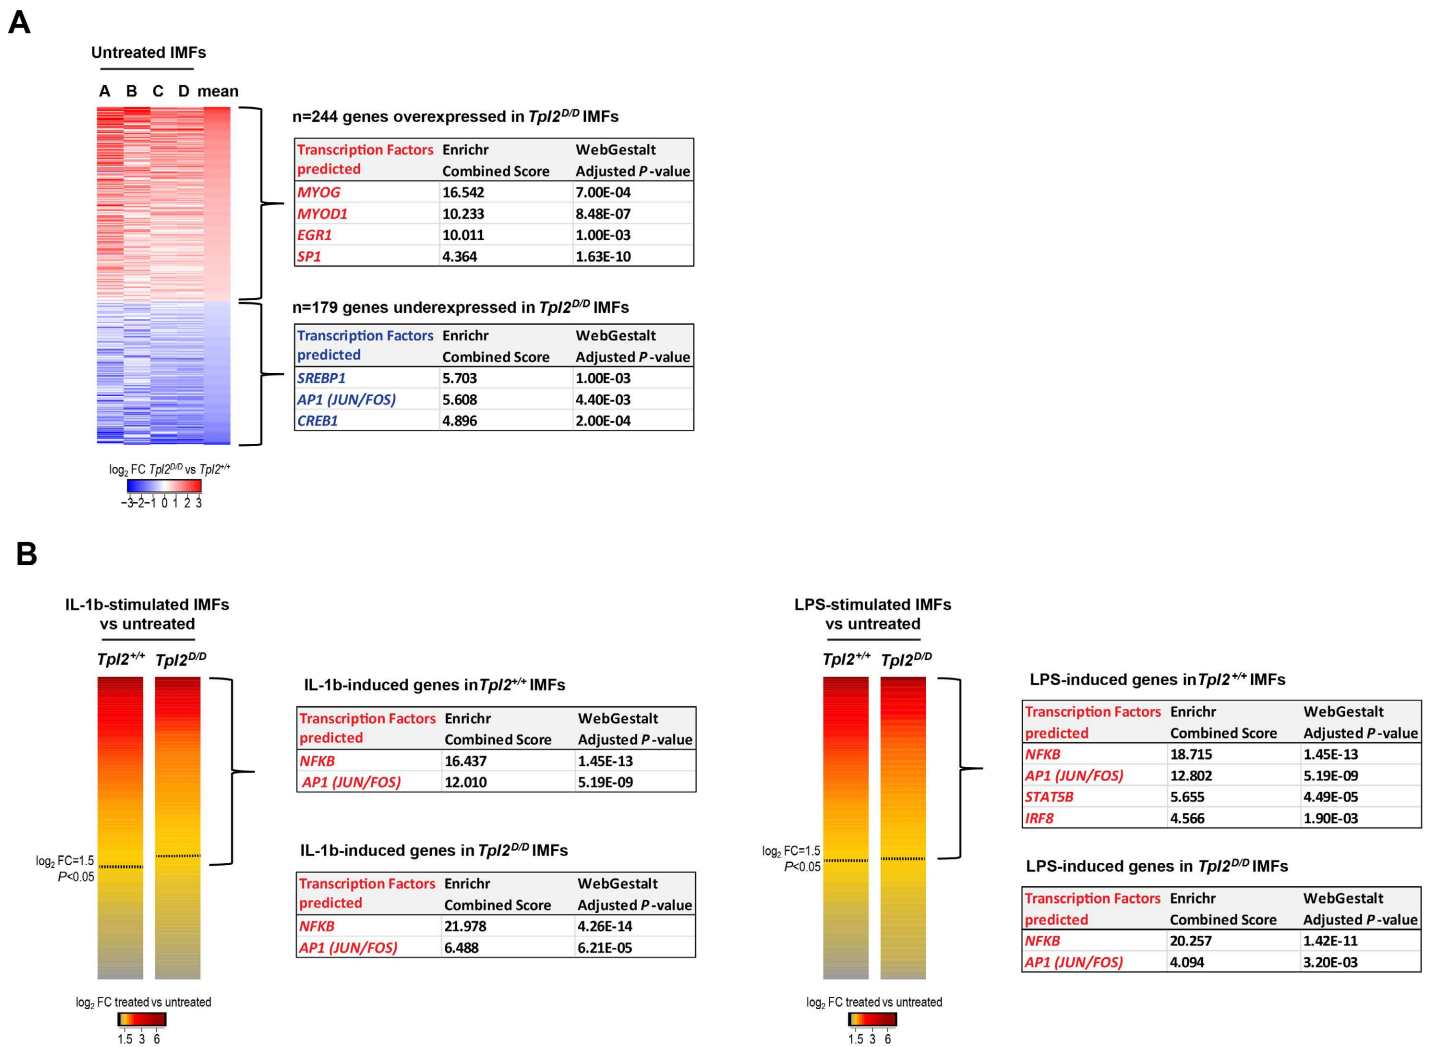 A
Untreated IMFs
A B C D mean
n=244 genes overexpressed in Tpl2D/D IMFs
Transcription Factors predicted Enrichr Combined Score WebGestalt Adjusted P-value
MYOG 16.542 7.00E-04
MYOD1 10.233 8.48E-07
EGR1 10.011 1.00E-03
SP1 4.364 1.63E-10
n=179 genes underexpressed in Tpl2D/D IMFs
Transcription Factors predicted Enrichr Combined Score WebGestalt Adjusted P-value
SREBP1 5.703 1.00E-03
AP1 (JUN/FOS) 5.608 4.40E-03
CREB1 4.896 2.00E-04
log2 FC Tpl2D/D vs Tpl2+/+
−3−2−1 0 1 2 3
B
IL-1b-stimulated IMFs
vs untreated
Tpl2+/+ Tpl2D/D
log2 FC=1.5
P<0.05
IL-1b-induced genes in Tpl2+/+ IMFs
Transcription Factors predicted Enrichr Combined Score WebGestalt Adjusted P-value
NFKB 16.437 1.45E-13
AP1 (JUN/FOS) 12.010 5.19E-09
IL-1b-induced genes in Tpl2D/D IMFs
Transcription Factors predicted Enrichr Combined Score WebGestalt Adjusted P-value
NFKB 21.978 4.26E-14
AP1 (JUN/FOS) 6.488 6.21E-05
log2 FC treated vs untreated
1.5 3 6
LPS-stimulated IMFs
vs untreated
Tpl2+/+ Tpl2D/D
log2 FC=1.5
P<0.05
LPS-induced genes in Tpl2+/+ IMFs
Transcription Factors predicted Enrichr Combined Score WebGestalt Adjusted P-value
NFKB 18.715 1.45E-13
AP1 (JUN/FOS) 12.802 5.19E-09
STAT5B 5.655 4.49E-05
IRF8 4.566 1.90E-03
LPS-induced genes in Tpl2D/D IMFs
Transcription Factors predicted Enrichr Combined Score WebGestalt Adjusted P-value
NFKB 20.257 1.42E-11
AP1 (JUN/FOS) 4.094 3.20E-03
log2 FC treated vs untreated
1.5 3 6